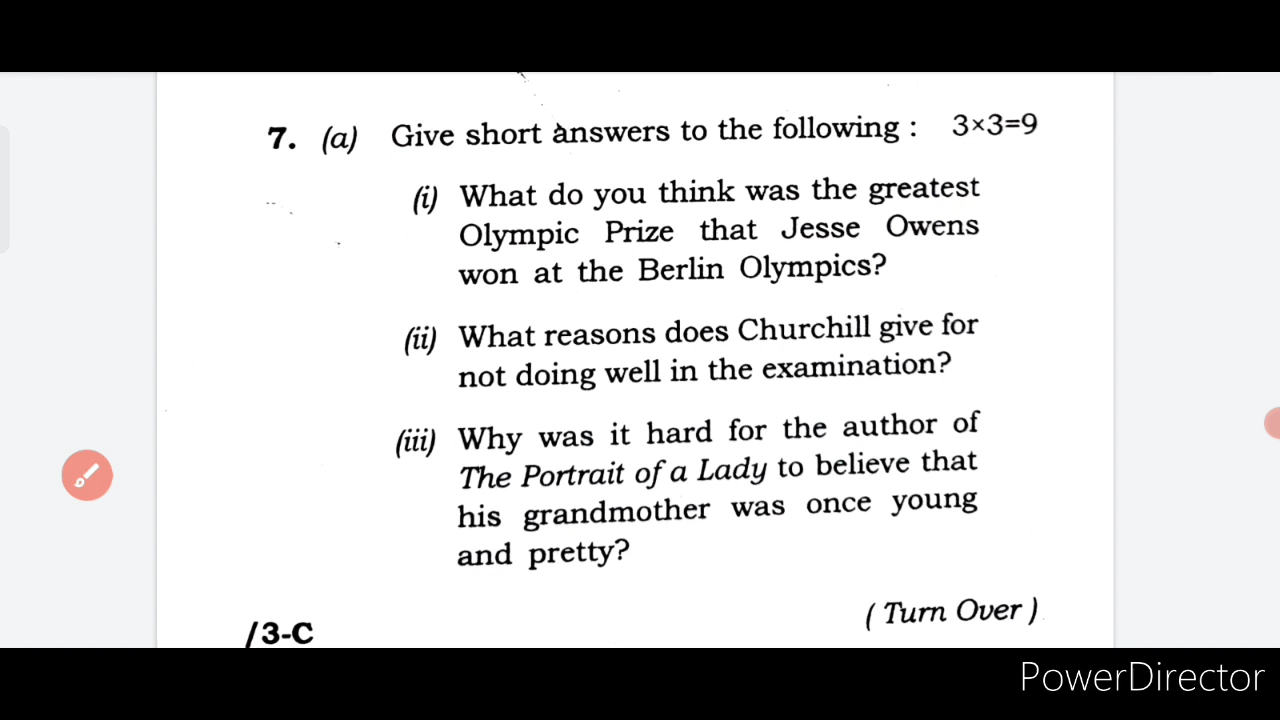 7. (a) Give short answers to the following : 3×3=9
(i) What do you think was the greatest
Olympic Prize that Jesse Owens
won at the Berlin Olympics?
(ii) What reasons does Churchill give for
not doing well in the examination?
(iii) Why was it hard for the author of
The Portrait of a Lady to believe that
his grandmother was once young
and pretty?
/3-C
( Turn Over )
PowerDirector